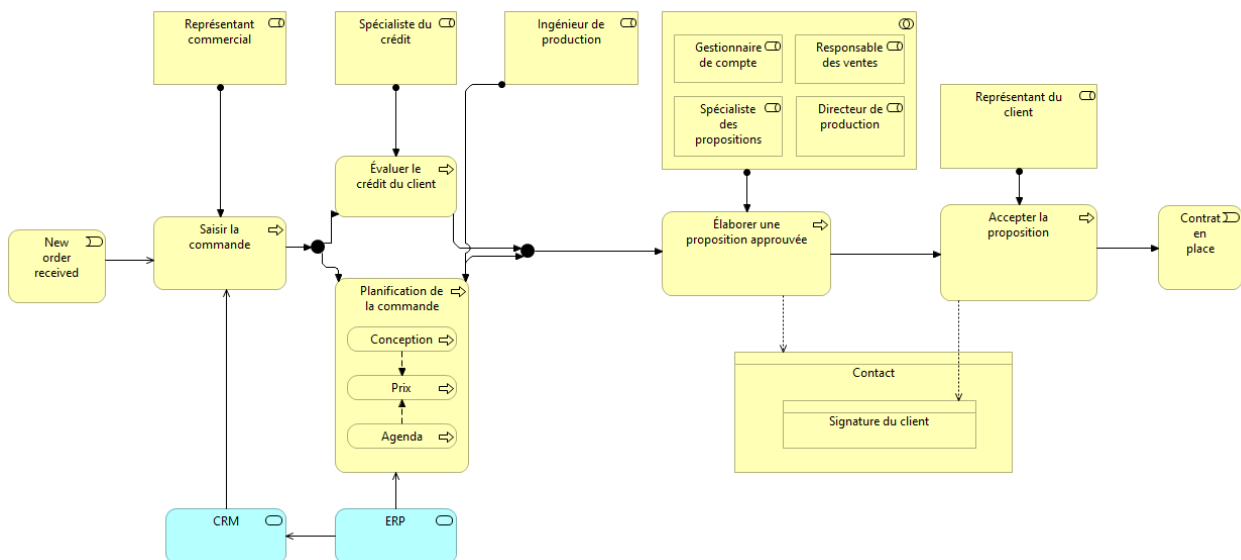 Représentant
commercial
Spécialiste du
crédit
Ingénieur de
production
Gestionnaire
de compte
Responsable
des ventes
Spécialiste
des
propositions
Directeur de
production
Représentant du
client
Évaluer le
crédit du client
New
order
received
Saisir la
commande
Élaborer une
proposition approuvée
Accepter la
proposition
Contrat
en
place
Planification de
la commande
Conception
Prix
Agenda
Contact
Signature du client
CRM
ERP